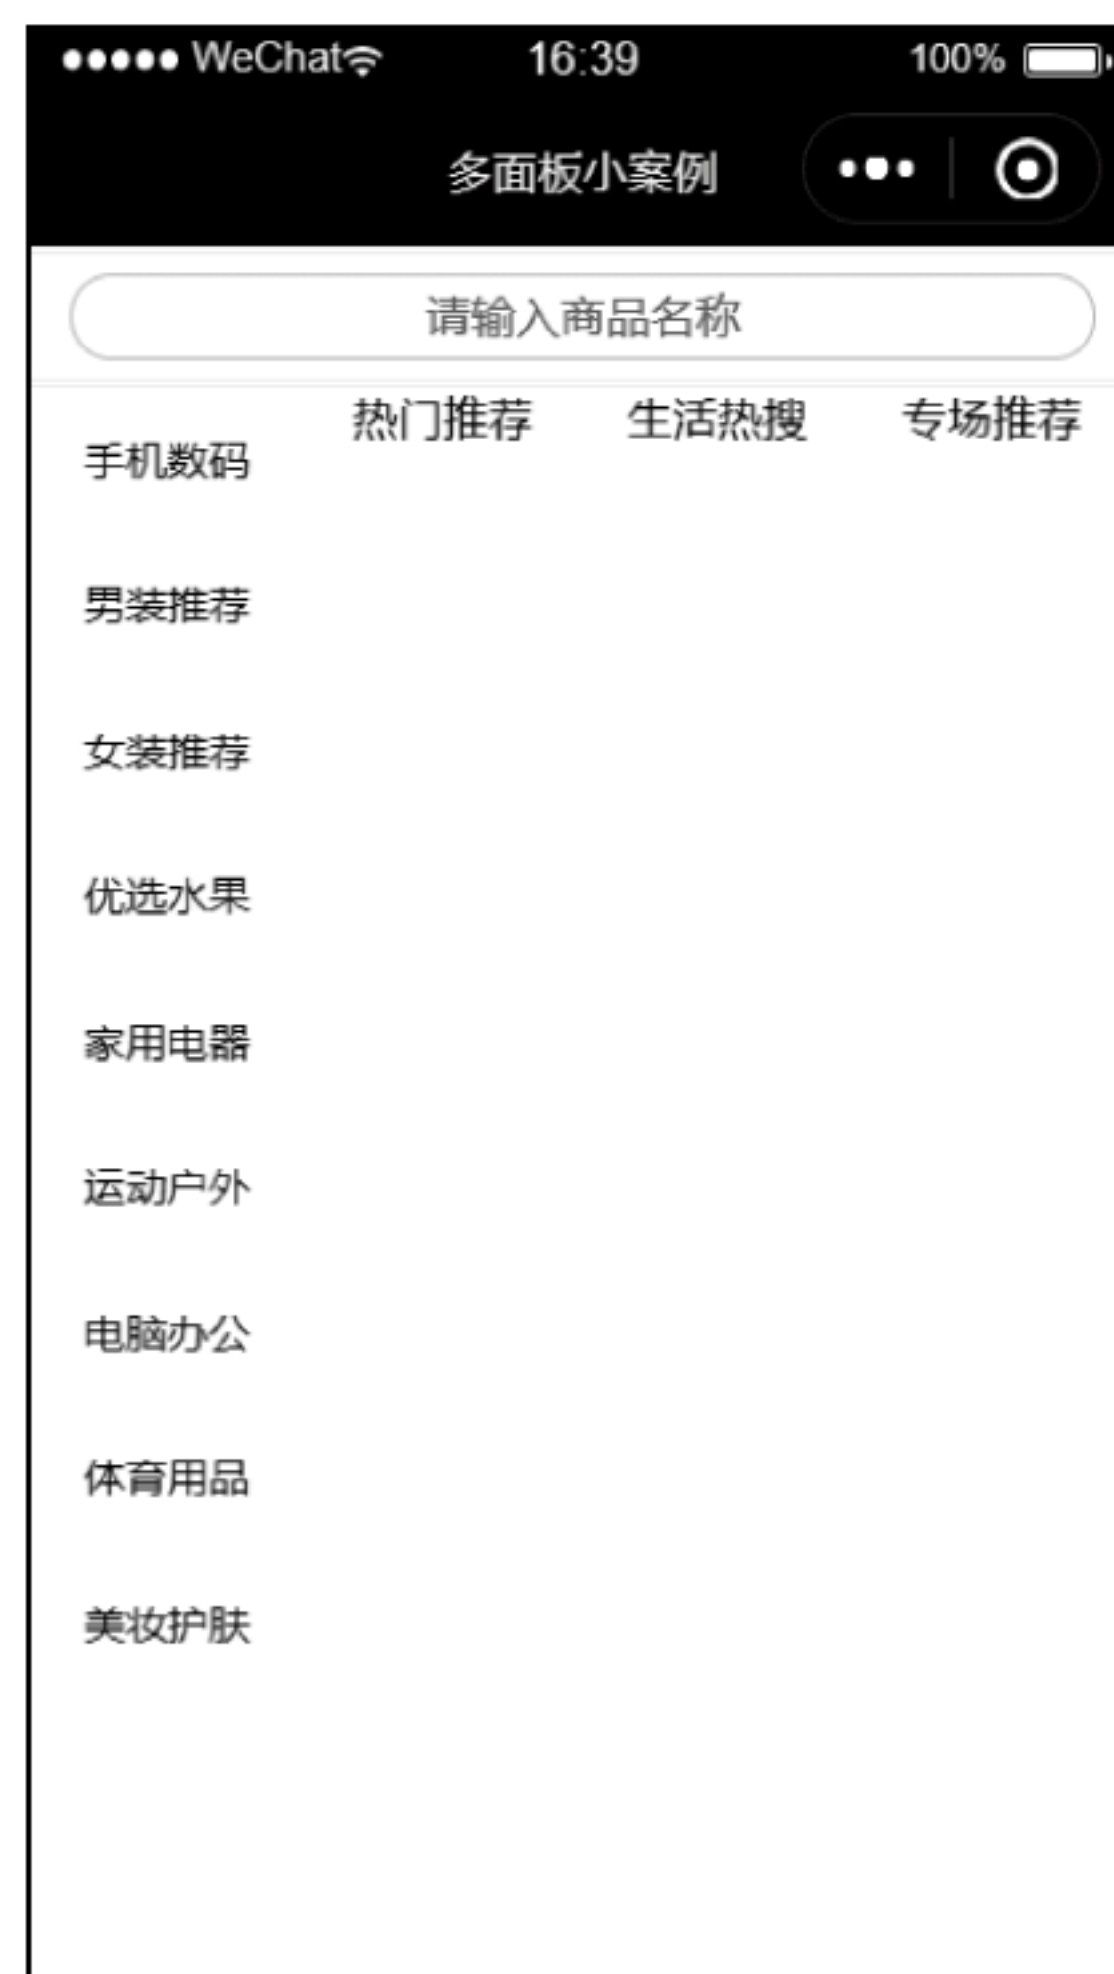 WeChat 16:39 100%
多面板小案例
请输入商品名称
热门推荐 生活热搜 专场推荐
手机数码
男装推荐
女装推荐
优选水果
家用电器
运动户外
电脑办公
体育用品
美妆护肤